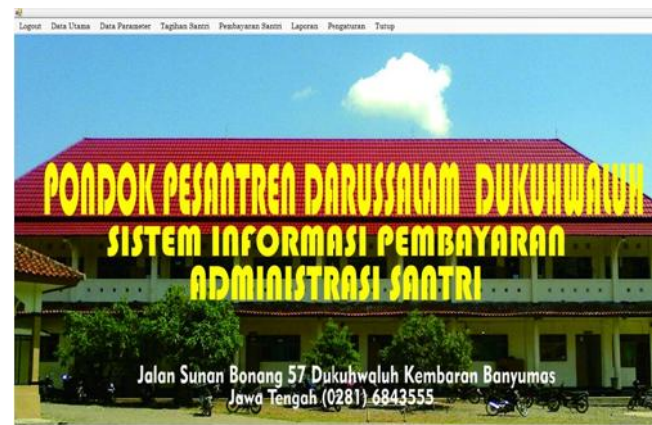 Logout Data Utama Data Parameter Tagihan Santri Pembayaran Santri Laporan Pengaturan Tutup
PONDOK PESANTREN DARUSSALAM DUKUHWALUH
SISTEM INFORMASI PEMBAYARAN
ADMINISTRASI SANTRI
Jalan Sunan Bonang 57 Dukuhwaluh Kembaran Banyumas
Jawa Tengah (0281) 6843555